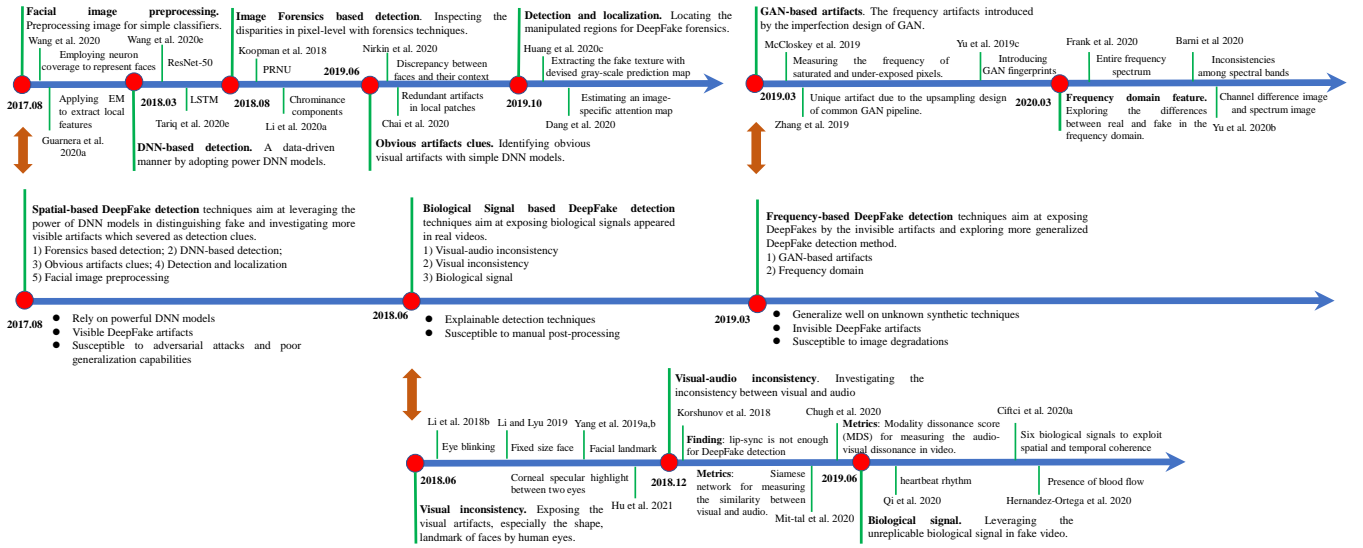 Facial image preprocessing.
Preprocessing image for simple classifiers.
Wang et al. 2020
Wang et al. 2020e
Employing neuron
coverage to represent faces
ResNet-50
2017.08
Applying EM
to extract local
features
Guarnera et al.
2020a
2018.03
LSTM
Tariq et al. 2020e
DNN-based detection. A data-driven
manner by adopting power DNN models.
Image Forensics based detection. Inspecting the
disparities in pixel-level with forensics techniques.
Koopman et al. 2018
PRNU
2019.06
Nirkin et al. 2020
Discrepancy between
faces and their context
2018.08
Chrominance
components
Li et al. 2020a
Redundant artifacts
in local patches
Chai et al. 2020
Obvious artifacts clues. Identifying obvious
visual artifacts with simple DNN models.
Detection and localization. Locating the
manipulated regions for DeepFake forensics.
Huang et al. 2020c
Extracting the fake texture with
devised gray-scale prediction map
2019.10
Estimating an image-
specific attention map
Dang et al. 2020
GAN-based artifacts. The frequency artifacts introduced
by the imperfection design of GAN.
McCloskey et al. 2019
Measuring the frequency of
saturated and under-exposed pixels.
Yu et al. 2019c
Introducing
GAN fingerprints
Frank et al. 2020
Entire frequency
spectrum
Barni et al 2020
Inconsistencies
among spectral bands
2019.03
Unique artifact due to the upsampling design
of common GAN pipeline.
Zhang et al. 2019
2020.03
Frequency domain feature.
Exploring the differences
between real and fake in the
frequency domain.
Channel difference image
and spectrum image
Yu et al. 2020b
Spatial-based DeepFake detection techniques aim at leveraging the
power of DNN models in distinguishing fake and investigating more
visible artifacts which severed as detection clues.
1) Forensics based detection; 2) DNN-based detection;
3) Obvious artifacts clues; 4) Detection and localization
5) Facial image preprocessing
2017.08
● Rely on powerful DNN models
● Visible DeepFake artifacts
● Susceptible to adversarial attacks and poor
generalization capabilities
Biological Signal based DeepFake detection
techniques aim at exposing biological signals appeared
in real videos.
1) Visual-audio inconsistency
2) Visual inconsistency
3) Biological signal
2018.06
● Explainable detection techniques
● Susceptible to manual post-processing
Frequency-based DeepFake detection techniques aim at exposing
DeepFakes by the invisible artifacts and exploring more generalized
DeepFake detection method.
1) GAN-based artifacts
2) Frequency domain
2019.03
● Generalize well on unknown synthetic techniques
● Invisible DeepFake artifacts
● Susceptible to image degradations
Visual-audio inconsistency. Investigating the
inconsistency between visual and audio
Li et al. 2018b
Li and Lyu 2019
Yang et al. 2019a,b
Eye blinking
Fixed size face
Facial landmark
Korshunov et al. 2018
Finding: lip-sync is not enough
for DeepFake detection
Chugh et al. 2020
Metrics: Modality dissonance score
(MDS) for measuring the audio-
visual dissonance in video.
Ciftci et al. 2020a
Six biological signals to exploit
spatial and temporal coherence
2018.06
Corneal specular highlight
between two eyes
Hu et al. 2021
Visual inconsistency. Exposing the
visual artifacts, especially the shape,
landmark of faces by human eyes.
2018.12
Metrics: Siamese
network for measuring
the similarity between
visual and audio.
Mit-tal et al. 2020
2019.06
heartbeat rhythm
Qi et al. 2020
Presence of blood flow
Hernandez-Ortega et al. 2020
Biological signal. Leveraging the
unreplicable biological signal in fake video.